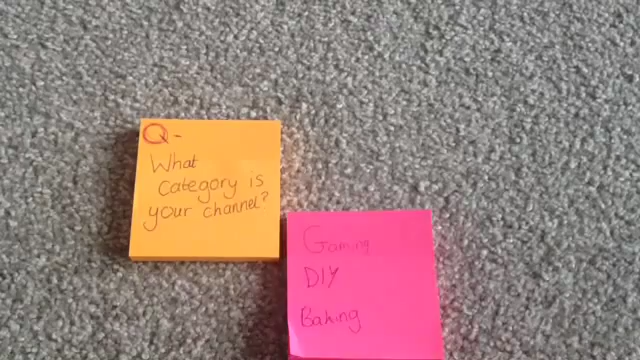 Q-
What
Category is
your channel?
Gaming
DIY
Baking